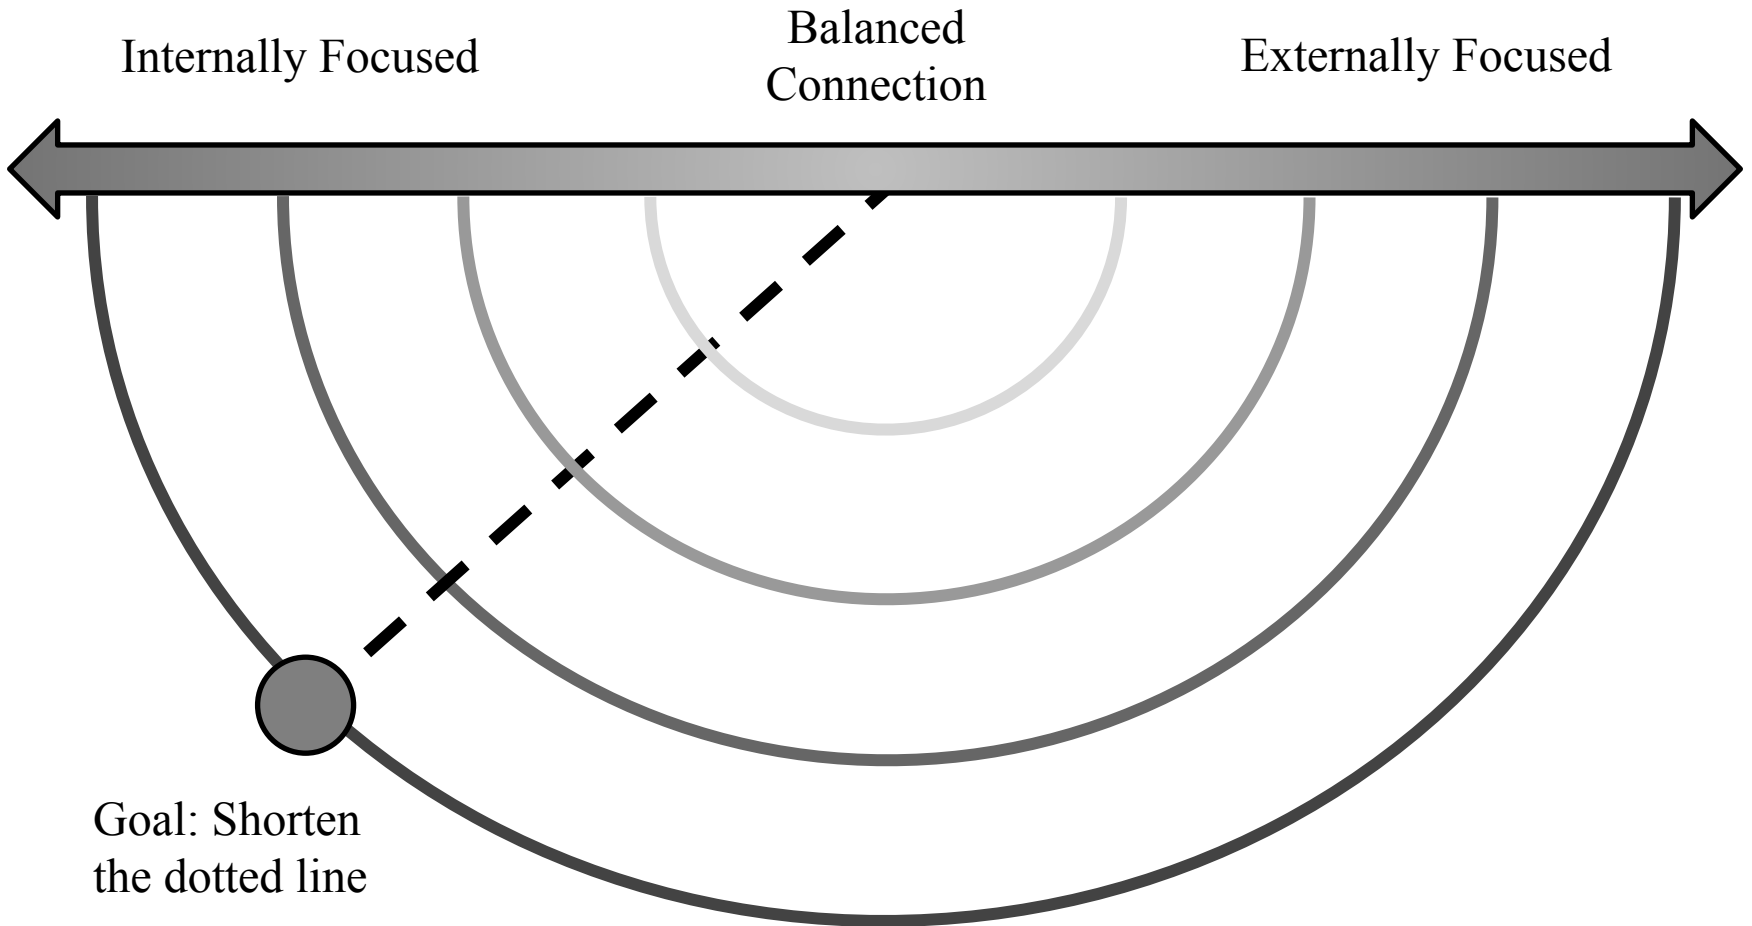 Internally Focused
Balanced
Connection
Externally Focused
Goal: Shorten
the dotted line